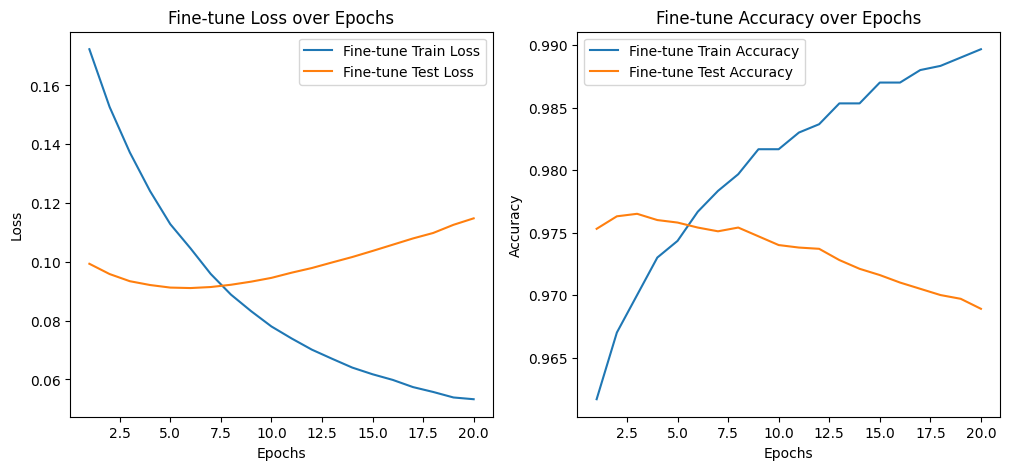 Fine-tune Loss over Epochs
Fine-tune Train Loss
Fine-tune Test Loss
Loss
0.16
0.14
0.12
0.10
0.08
0.06
2.5 5.0 7.5 10.0 12.5 15.0 17.5 20.0
Epochs
Fine-tune Accuracy over Epochs
Fine-tune Train Accuracy
Fine-tune Test Accuracy
Accuracy
0.990
0.985
0.980
0.975
0.970
0.965
2.5 5.0 7.5 10.0 12.5 15.0 17.5 20.0
Epochs